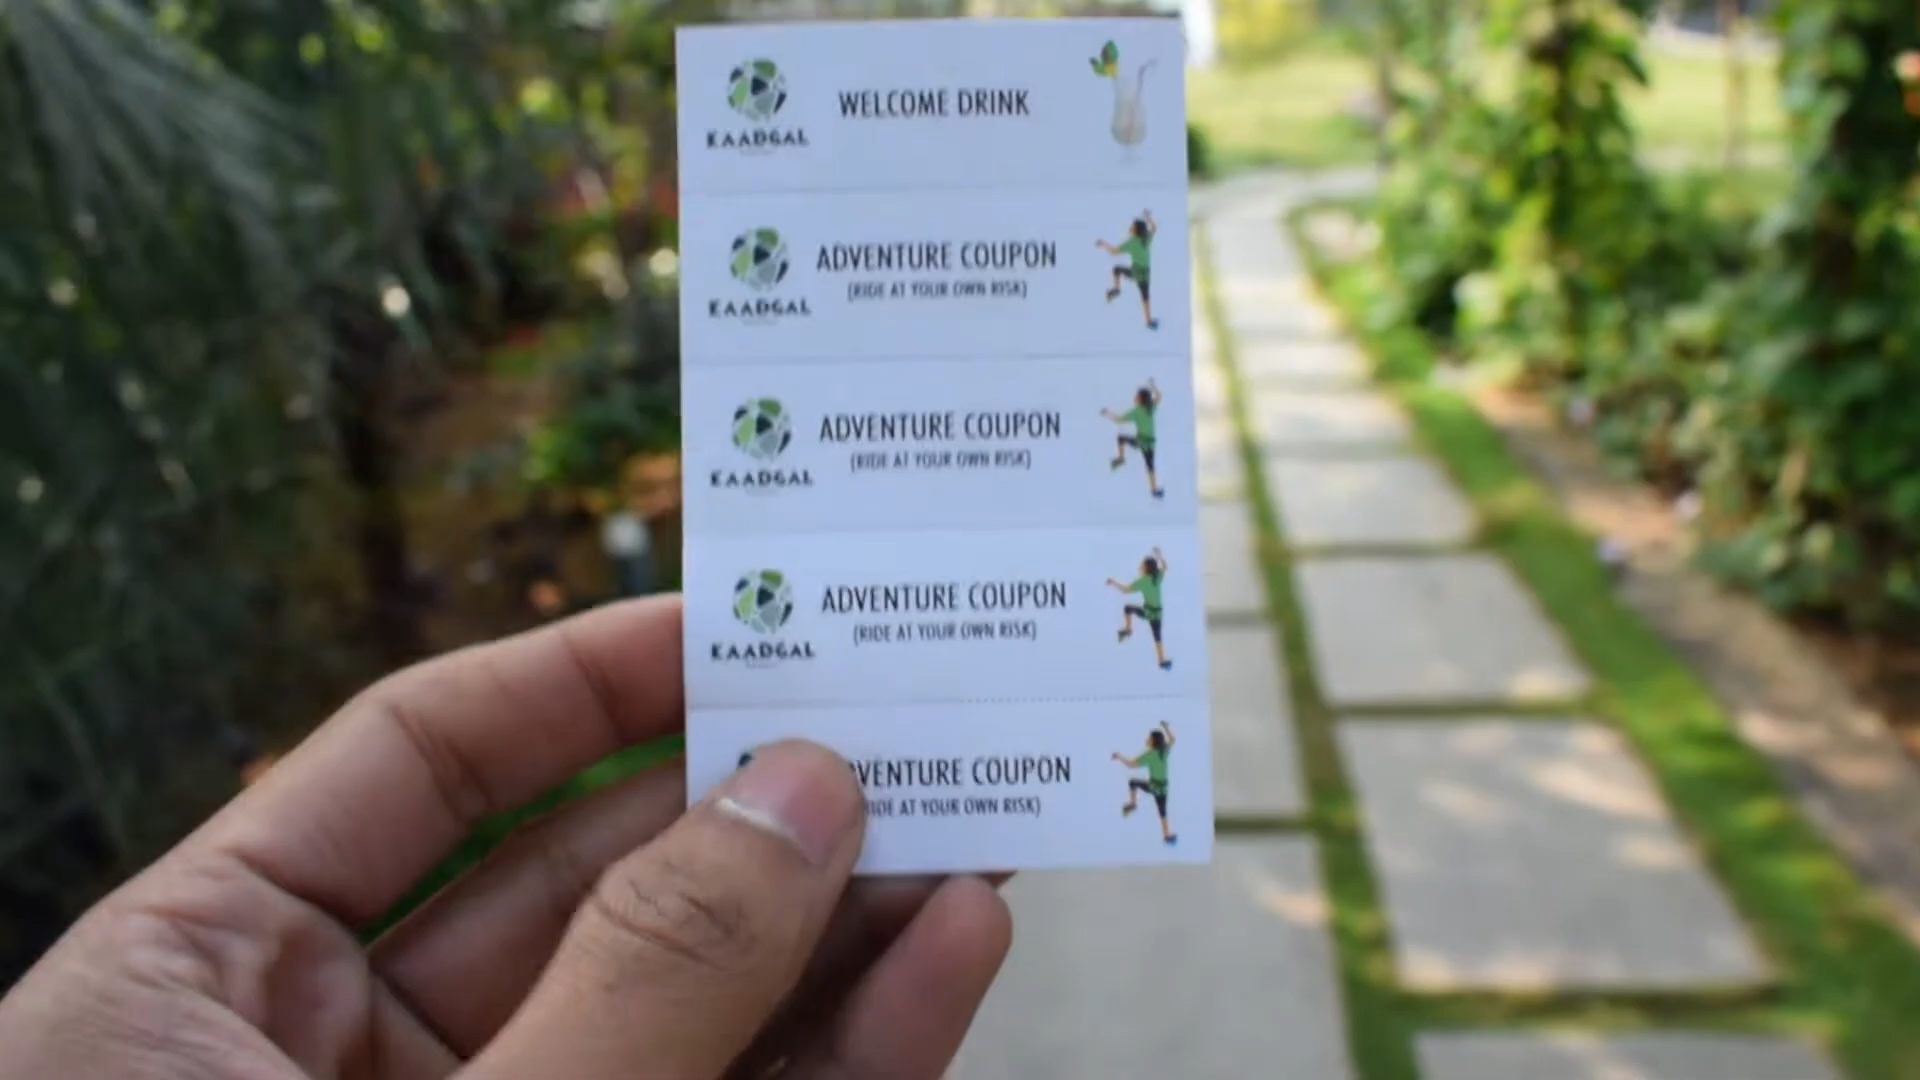 KAADGAL
WELCOME DRINK
KAADGAL
ADVENTURE COUPON
(RIDE AT YOUR OWN RISK)
KAADGAL
ADVENTURE COUPON
(RIDE AT YOUR OWN RISK)
KAADGAL
ADVENTURE COUPON
(RIDE AT YOUR OWN RISK)
VENTURE COUPON
RIDE AT YOUR OWN RISK)